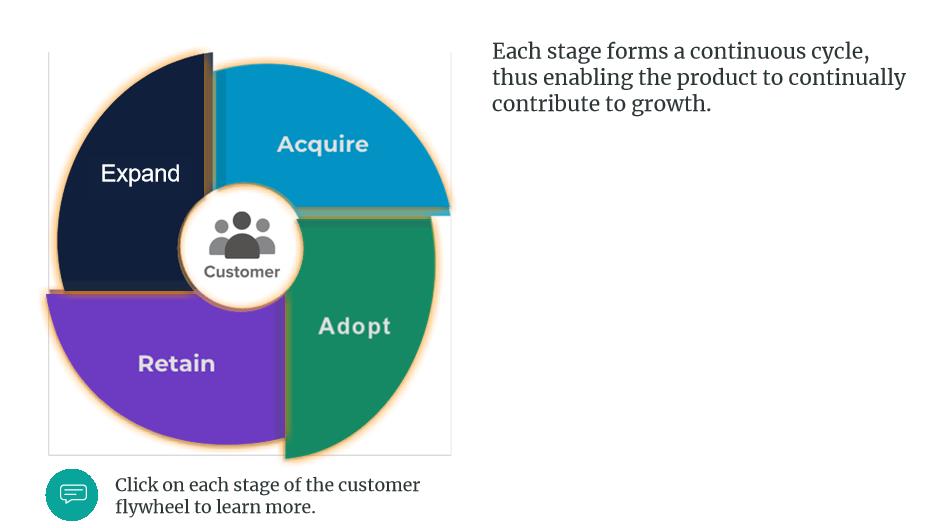 Each stage forms a continuous cycle,
thus enabling the product to continually
contribute to growth.
Acquire
Expand
Customer
Adopt
Retain
Click on each stage of the customer
flywheel to learn more.